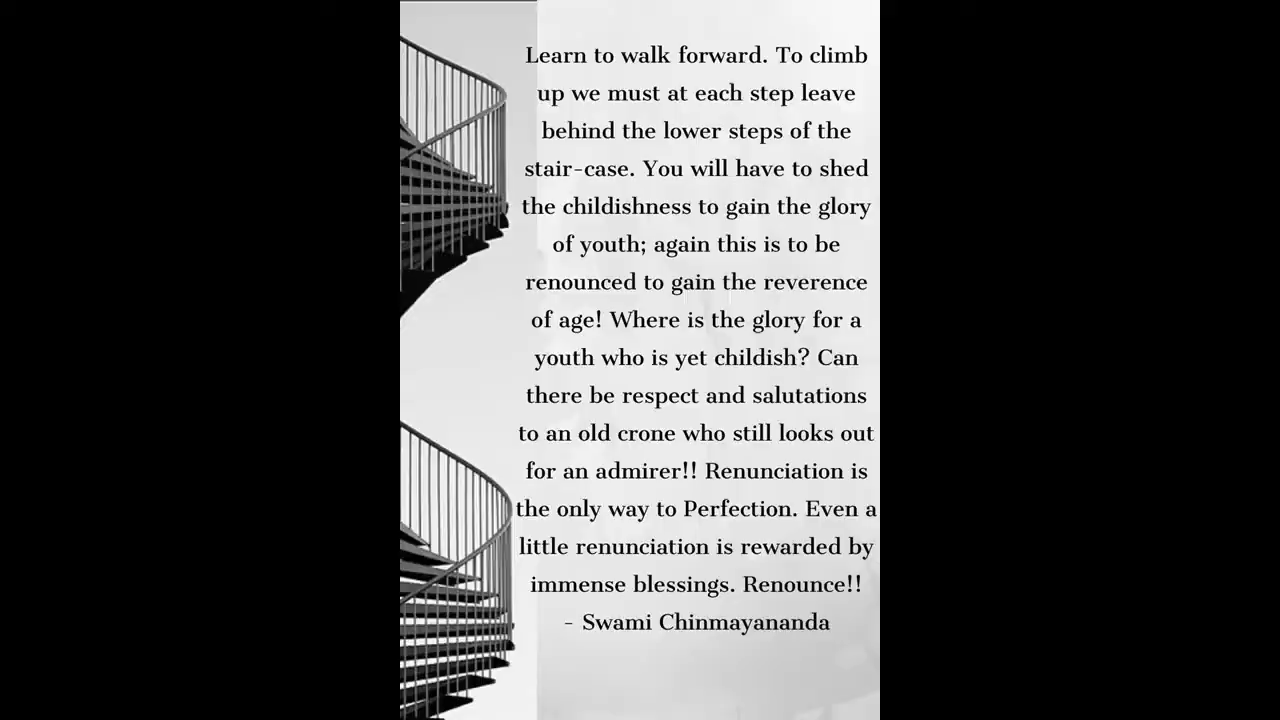 Learn to walk forward. To climb
up we must at each step leave
behind the lower steps of the
stair-case. You will have to shed
the childishness to gain the glory
of youth; again this is to be
renounced to gain the reverence
of age! Where is the glory for a
youth who is yet childish? Can
there be respect and salutations
to an old crone who still looks out
for an admirer!! Renunciation is
the only way to Perfection. Even a
little renunciation is rewarded by
immense blessings. Renounce!!
- Swami Chinmayananda